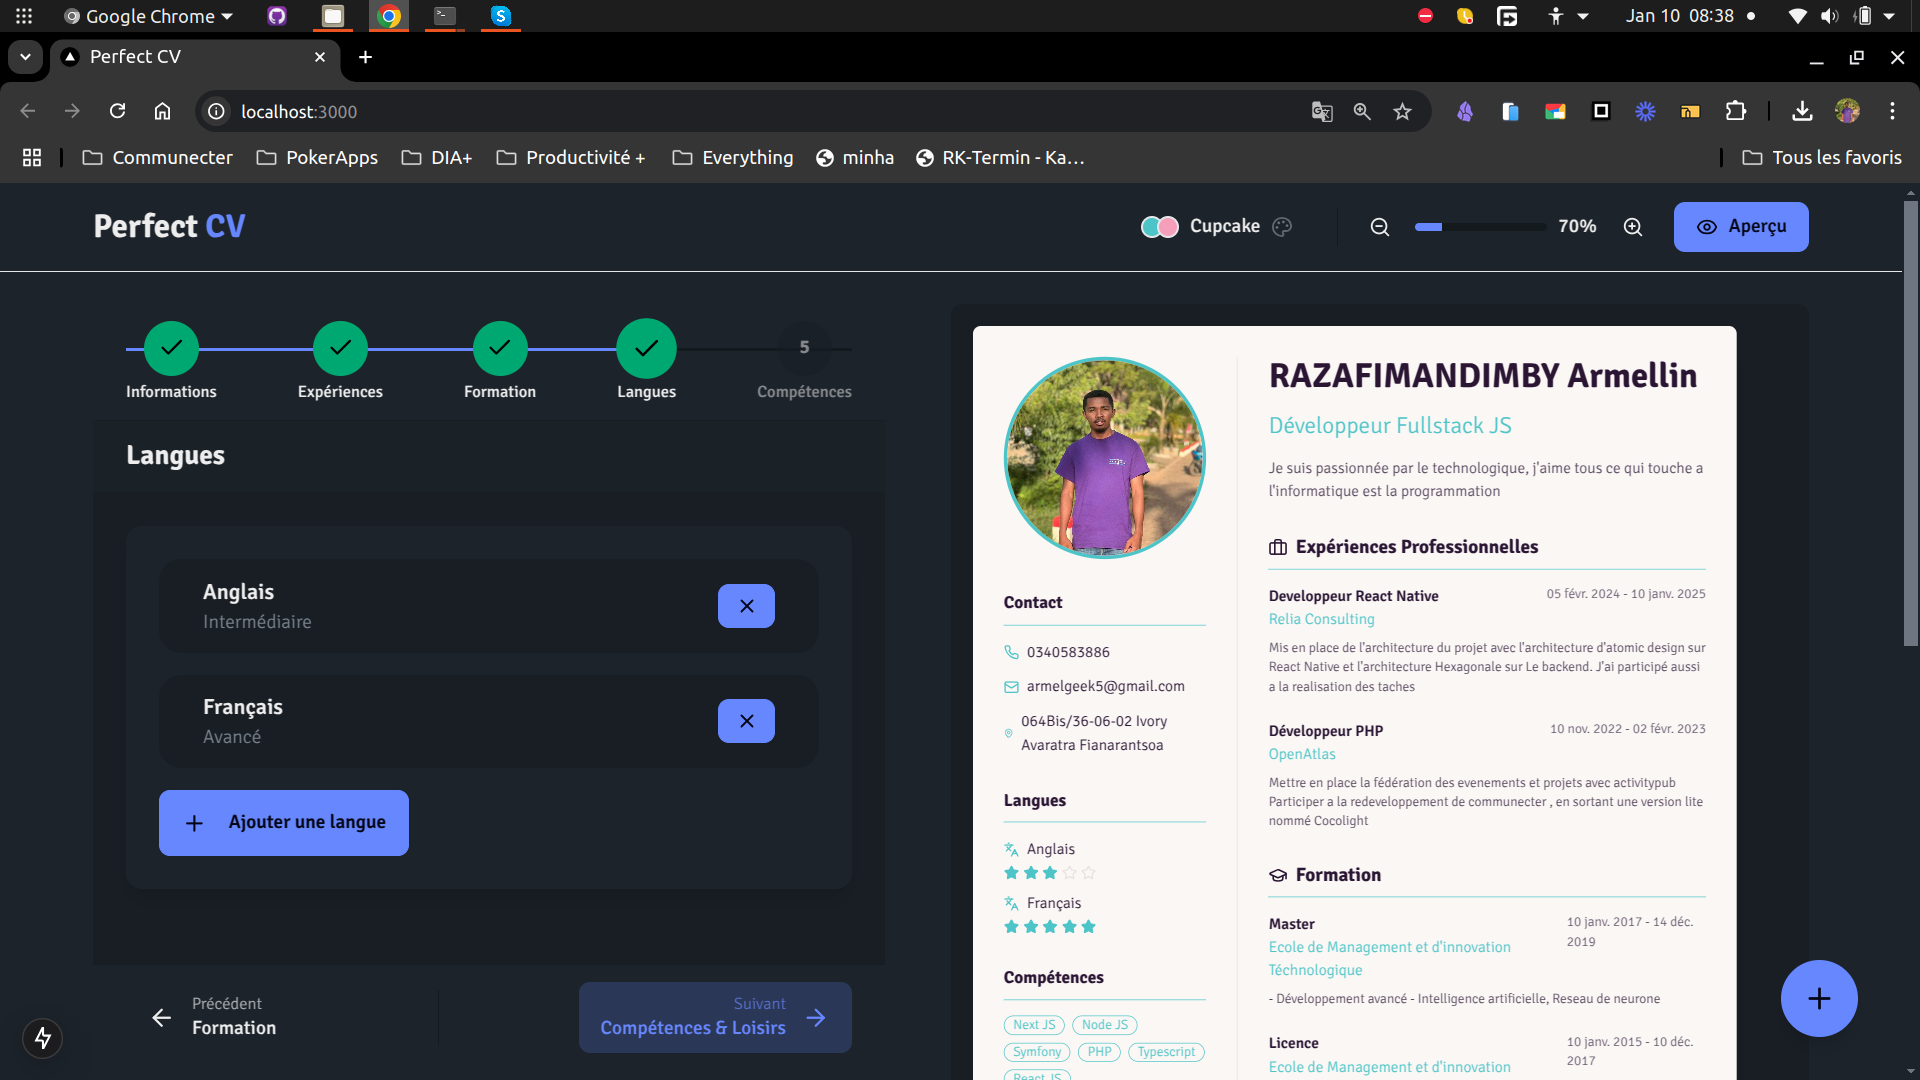 Google Chrome
Jan 10 08:38
Perfect CV
localhost:3000
Communecter
PokerApps
DIA+
Productivité +
Everything
minha
RK-Termin - Ka...
Tous les favoris
Perfect CV
Cupcake
70%
Aperçu
5
Informations
Expériences
Formation
Langues
Compétences
Langues
Anglais
Intermédiaire
Français
Avancé
Ajouter une langue
Précédent
Formation
Suivant
Compétences & Loisirs
Contact
0340583886
armelgeek5@gmail.com
064Bis/36-06-02 Ivory
Avaratra Fianarantsoa
Langues
Anglais
Français
Compétences
Next JS
Node JS
Symfony
PHP
Typescript
React JS
RAZAFIMANDIMBY Armellin
Développeur Fullstack JS
Je suis passionnée par le technologique, j'aime tous ce qui touche a
l'informatique est la programmation
Expériences Professionnelles
Developpeur React Native
05 févr. 2024 - 10 janv. 2025
Relia Consulting
Mis en place de l'architecture du projet avec l'architecture d'atomic design sur
React Native et l'architecture Hexagonale sur Le backend. J'ai participé aussi
a la realisation des taches
Développeur PHP
10 nov. 2022 - 02 févr. 2023
OpenAtlas
Mettre en place la fédération des evenements et projets avec activitypub
Participer a la redeveloppement de communecter , en sortant une version lite
nommé Cocolight
Formation
Master
10 janv. 2017 - 14 déc.
2019
Ecole de Management et d'innovation
Téchnologique
- Développement avancé - Intelligence artificielle, Reseau de neurone
Licence
10 janv. 2015 - 10 déc.
2017
Ecole de Management et d'innovation